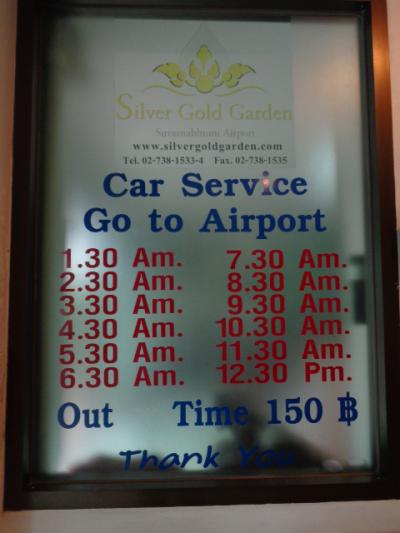 Silver Gold Garden
Suvarnabhumi Airport
www.silvergoldgarden.com
Tel. 02-738-1533-4 Fax. 02-738-1535
Car Service
Go to Airport
1.30 Am. 7.30 Am.
2.30 Am. 8.30 Am.
3.30 Am. 9.30 Am.
4.30 Am. 10.30 Am.
5.30 Am. 11.30 Am.
6.30 Am. 12.30 Pm.
Out Time 150 ฿
Thank You